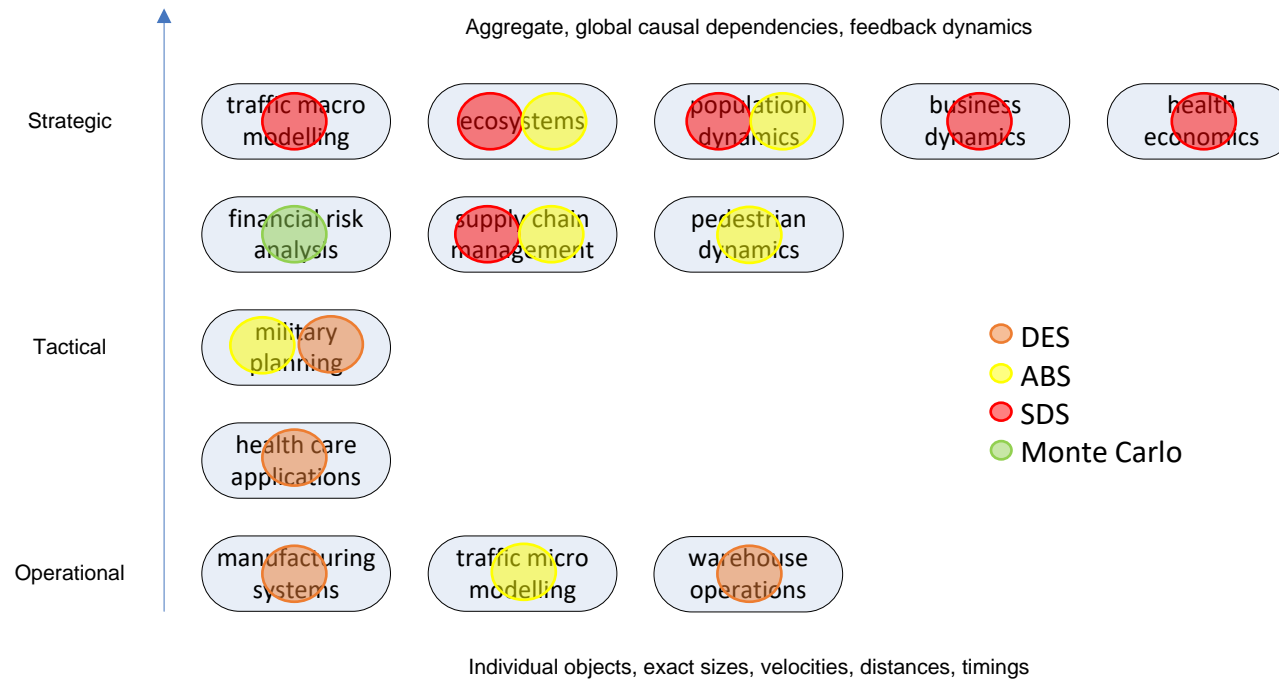 Aggregate, global causal dependencies, feedback dynamics
Strategic
traffic macro
modelling
ecosystems
population
dynamics
business
dynamics
health
economics
financial risk
analysis
supply chain
management
pedestrian
dynamics
Tactical
military
planning
DES
ABS
SDS
Monte Carlo
health care
applications
Operational
manufacturing
systems
traffic micro
modelling
warehouse
operations
Individual objects, exact sizes, velocities, distances, timings